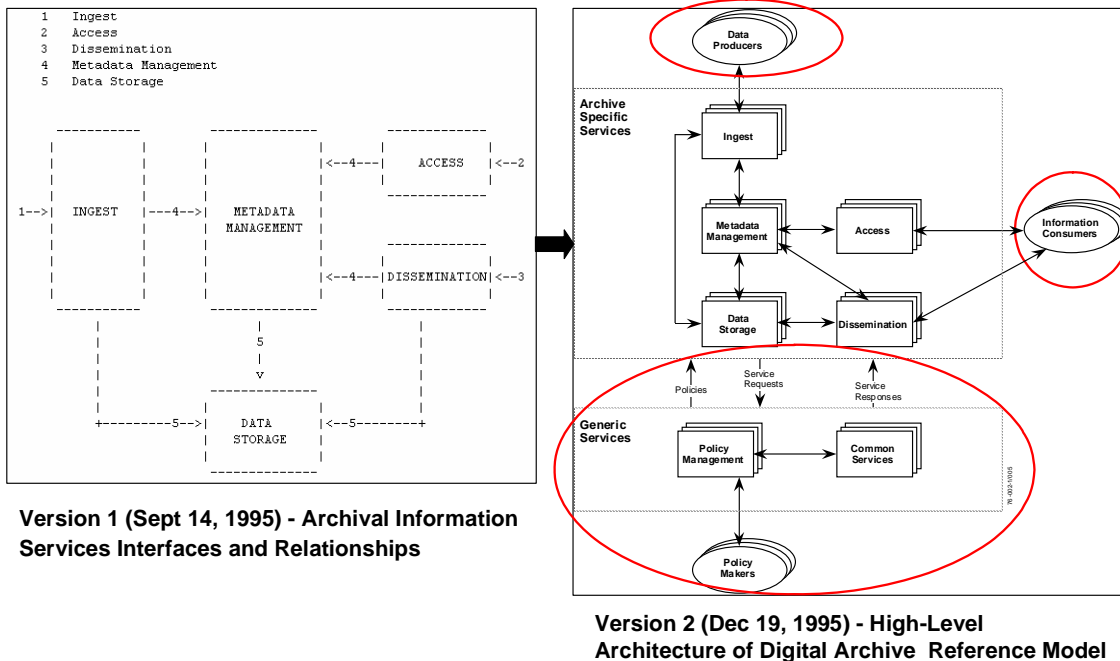 1 Ingest
2 Access
3 Dissemination
4 Metadata Management
5 Data Storage
<--4---
ACCESS
<--2
1-->
INGEST
---4-->
METADATA
MANAGEMENT
<--4---
DISSEMINATION
<--3
5
v
+-----5-->
DATA
STORAGE
<--5-----+
Version 1 (Sept 14, 1995) - Archival Information
Services Interfaces and Relationships
Data
Producers
Archive
Specific
Services
Ingest
Metadata
Management
Access
Information
Consumers
Data
Storage
Dissemination
Policies
Service
Requests
Service
Responses
Generic
Services
Policy
Management
Common
Services
Policy
Makers
Version 2 (Dec 19, 1995) - High-Level
Architecture of Digital Archive Reference Model